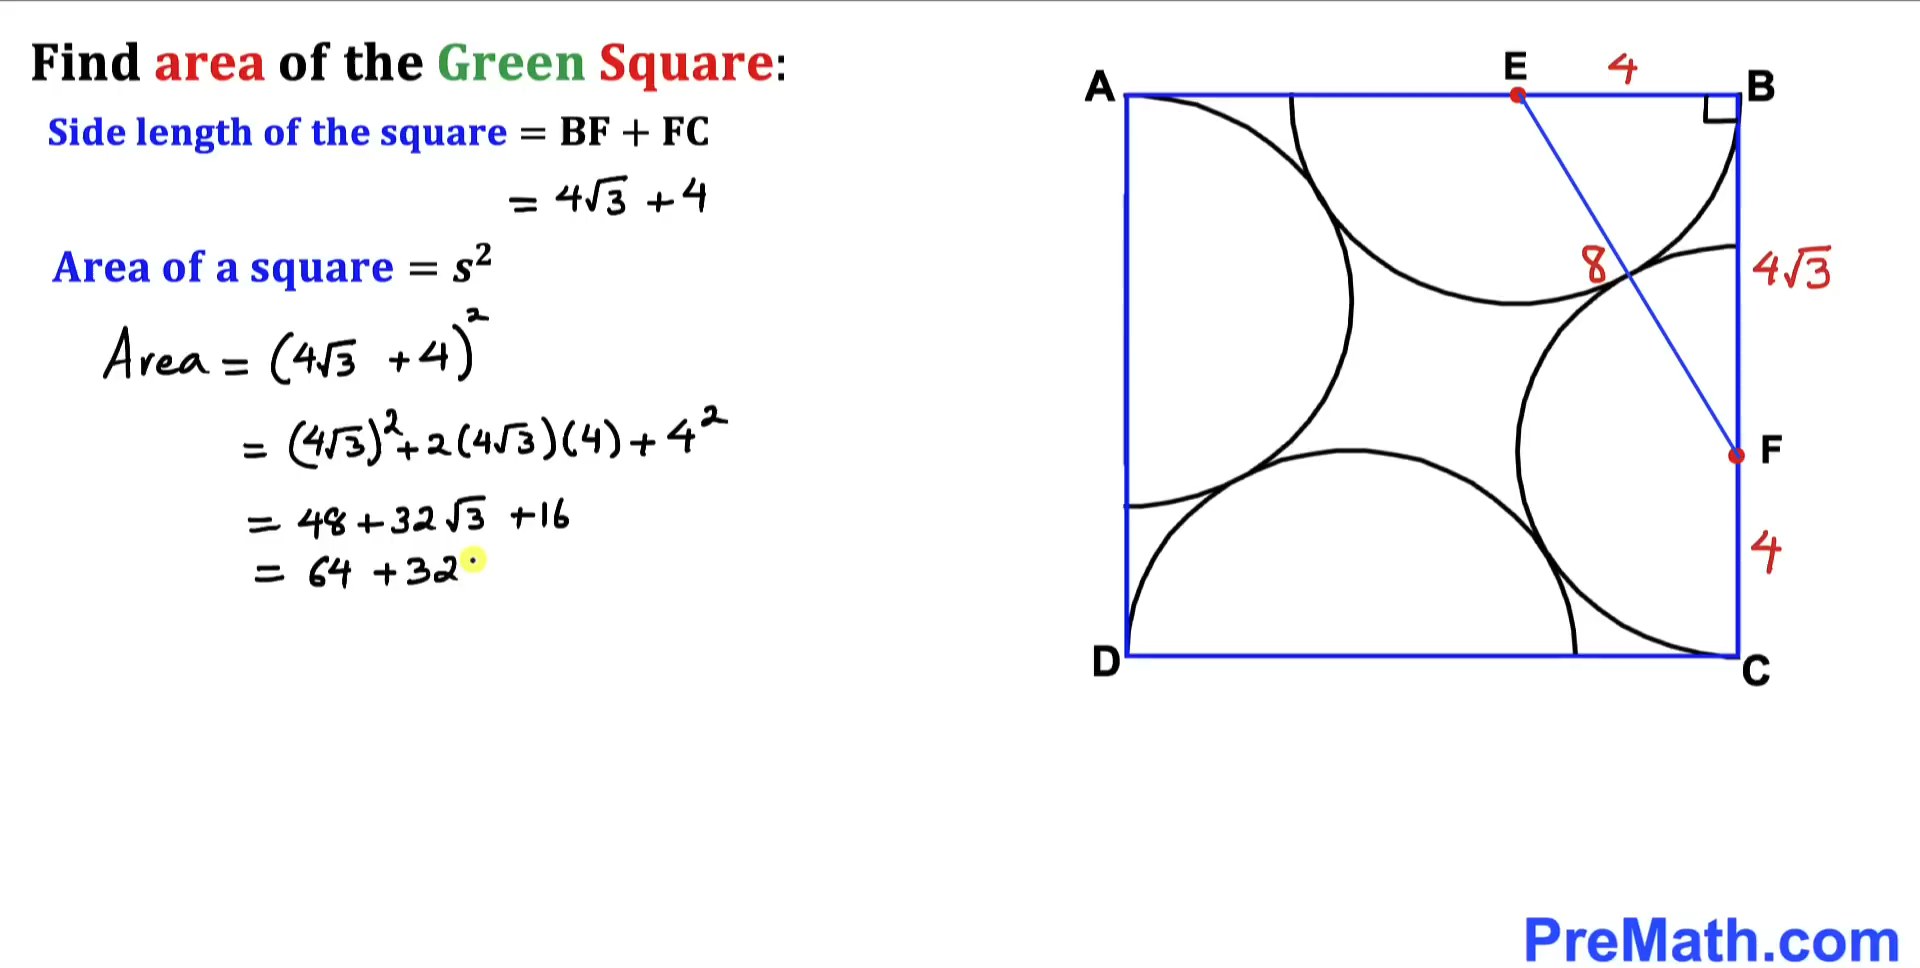 Find area of the Green Square:
Side length of the square = BF + FC
= 4√3 + 4
Area of a square = s²
Area = (4√3 + 4)²
= (4√3)² + 2(4√3)(4) + 4²
= 48 + 32√3 + 16
= 64 + 32
A
E
4
B
8
4√3
F
4
D
C
PreMath.com